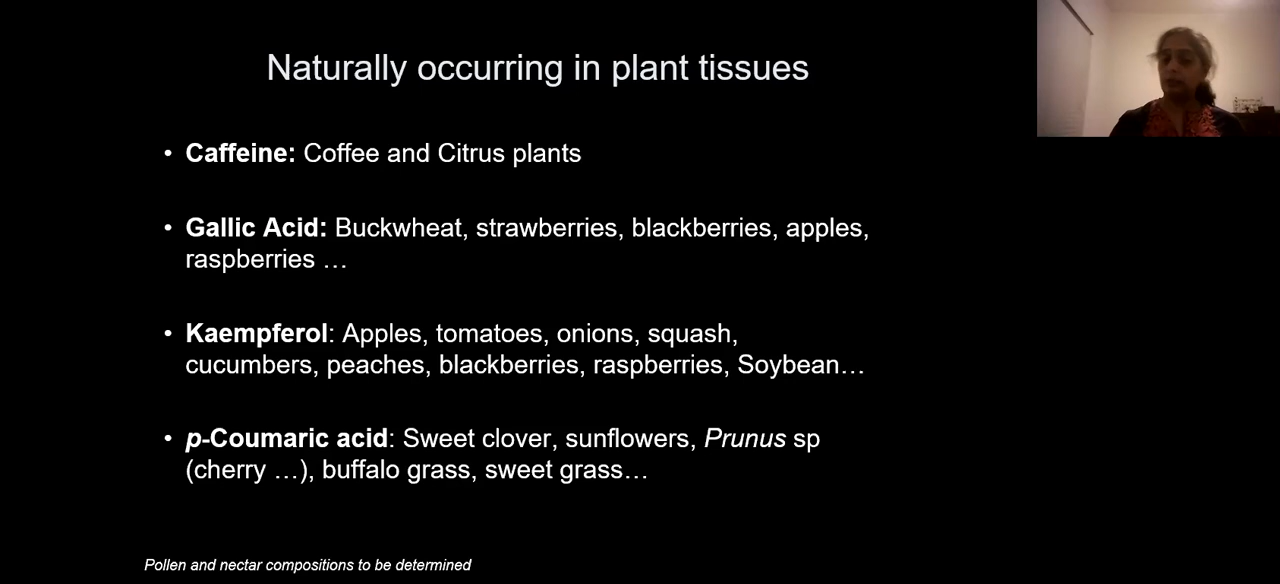 Naturally occurring in plant tissues
• Caffeine: Coffee and Citrus plants
• Gallic Acid: Buckwheat, strawberries, blackberries, apples,
raspberries …
• Kaempferol: Apples, tomatoes, onions, squash,
cucumbers, peaches, blackberries, raspberries, Soybean…
• p-Coumaric acid: Sweet clover, sunflowers, Prunus sp
(cherry …), buffalo grass, sweet grass…
Pollen and nectar compositions to be determined